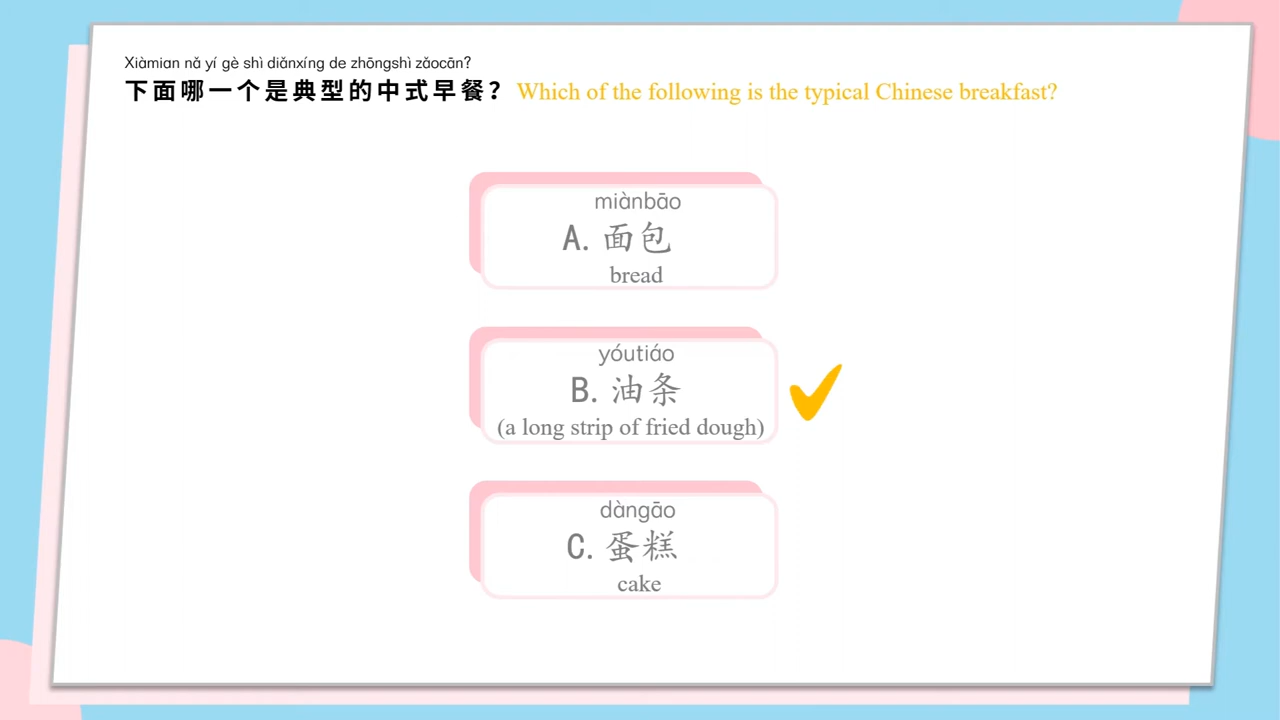 Xiàmian nǎ yí gè shì diǎnxíng de zhōngshì zǎocān?
下面哪一个是典型的中式早餐？ Which of the following is the typical Chinese breakfast?
miànbāo
A. 面包
bread
yóutiáo
B. 油条
(a long strip of fried dough)
dàngāo
C. 蛋糕
cake